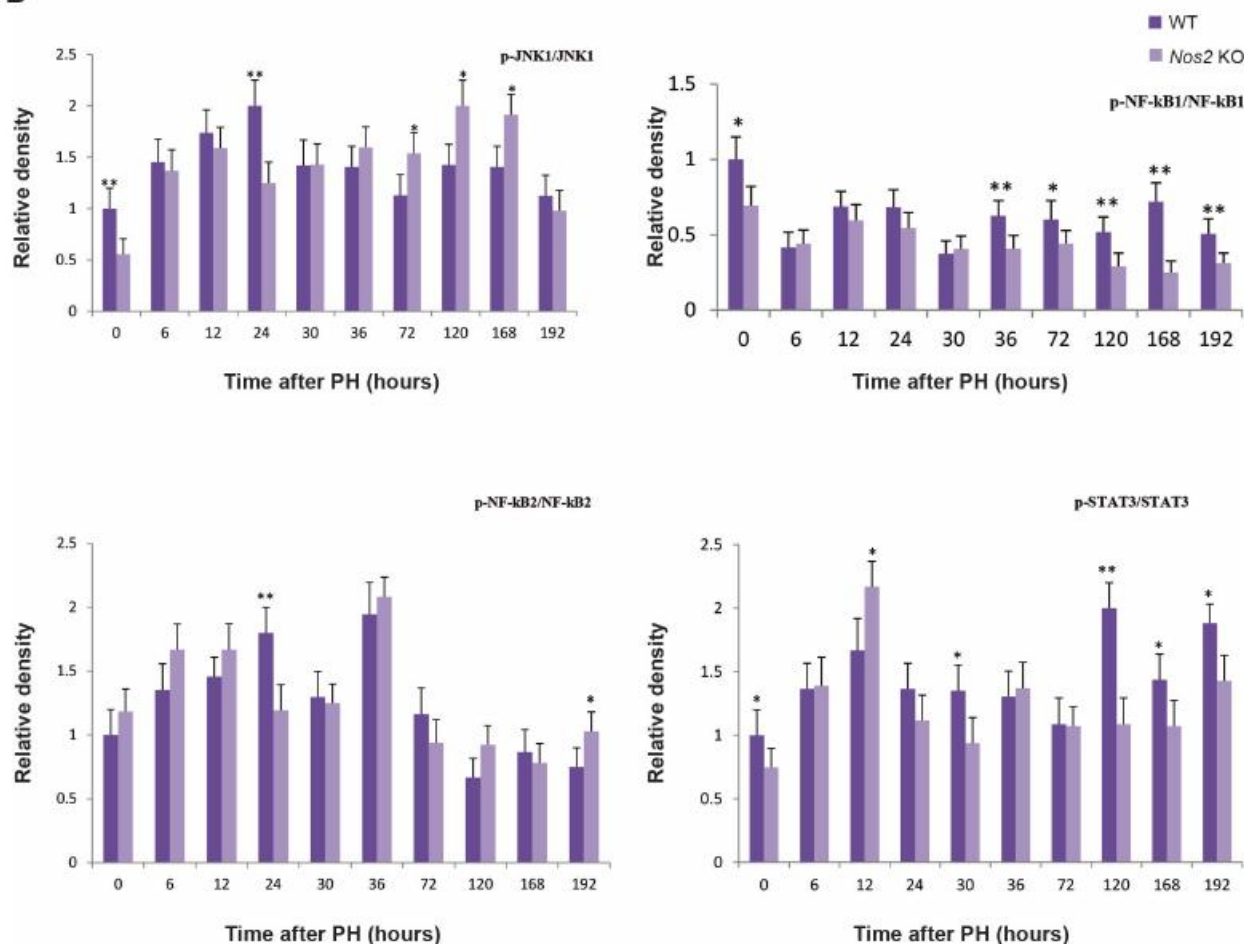 WT
Nos2 KO
p-JNK1/JNK1
2.5
2
1.5
1
0.5
0
Relative density
** ** * * *
0 6 12 24 30 36 72 120 168 192
Time after PH (hours)
p-NF-kB1/NF-kB1
1.5
1
0.5
0
Relative density
* ** * ** ** **
0 6 12 24 30 36 72 120 168 192
Time after PH (hours)
p-NF-kB2/NF-kB2
2.5
2
1.5
1
0.5
0
Relative density
** *
0 6 12 24 30 36 72 120 168 192
Time after PH (hours)
p-STAT3/STAT3
2.5
2
1.5
1
0.5
0
Relative density
* * * ** * *
0 6 12 24 30 36 72 120 168 192
Time after PH (hours)